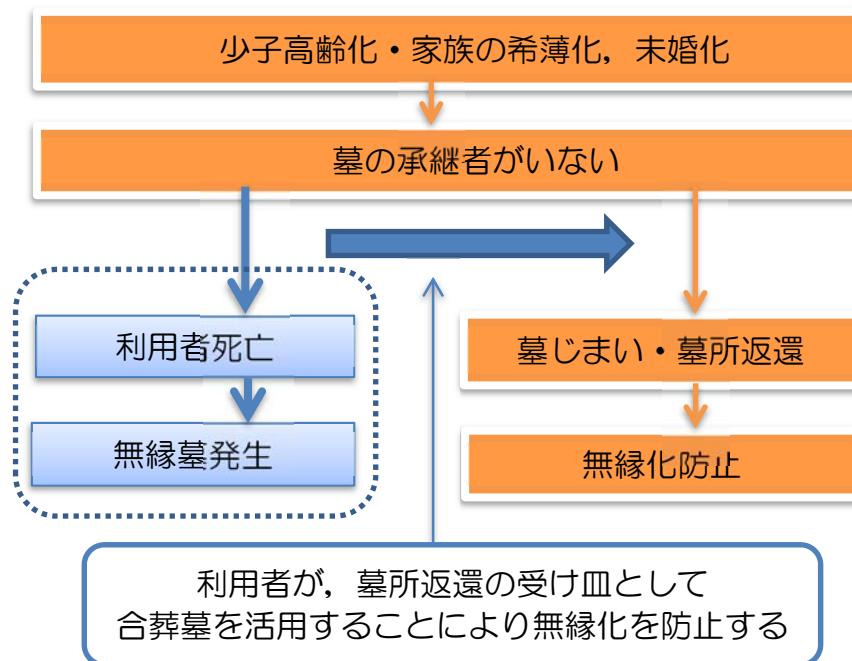 少子高齢化・家族の希薄化，未婚化
墓の承継者がいない
利用者死亡
墓じまい・墓所返還
無縁墓発生
無縁化防止
利用者が，墓所返還の受け皿として
合葬墓を活用することにより無縁化を防止する